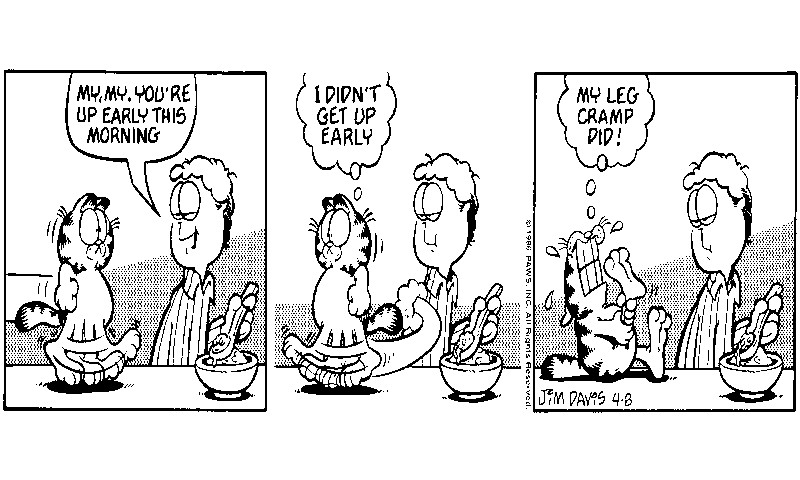 MY, MY. YOU'RE
UP EARLY THIS
MORNING
I DIDN'T
GET UP
EARLY
MY LEG
CRAMP
DID!
© 1986 PAWS, INC. All Rights Reserved.
JIM DAVIS 4-8